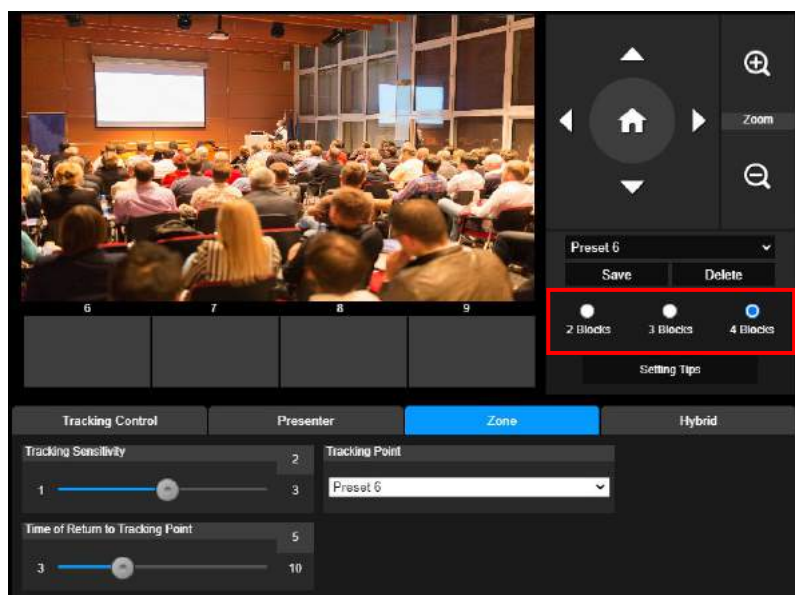 Zoom
Preset 6
Save Delete
6 7 8 9
2 Blocks 3 Blocks 4 Blocks
Setting Tips
Tracking Control Presenter Zone Hybrid
Tracking Sensitivity 2
1 3
Tracking Point
Preset 6
Time of Return to Tracking Point 5
3 10